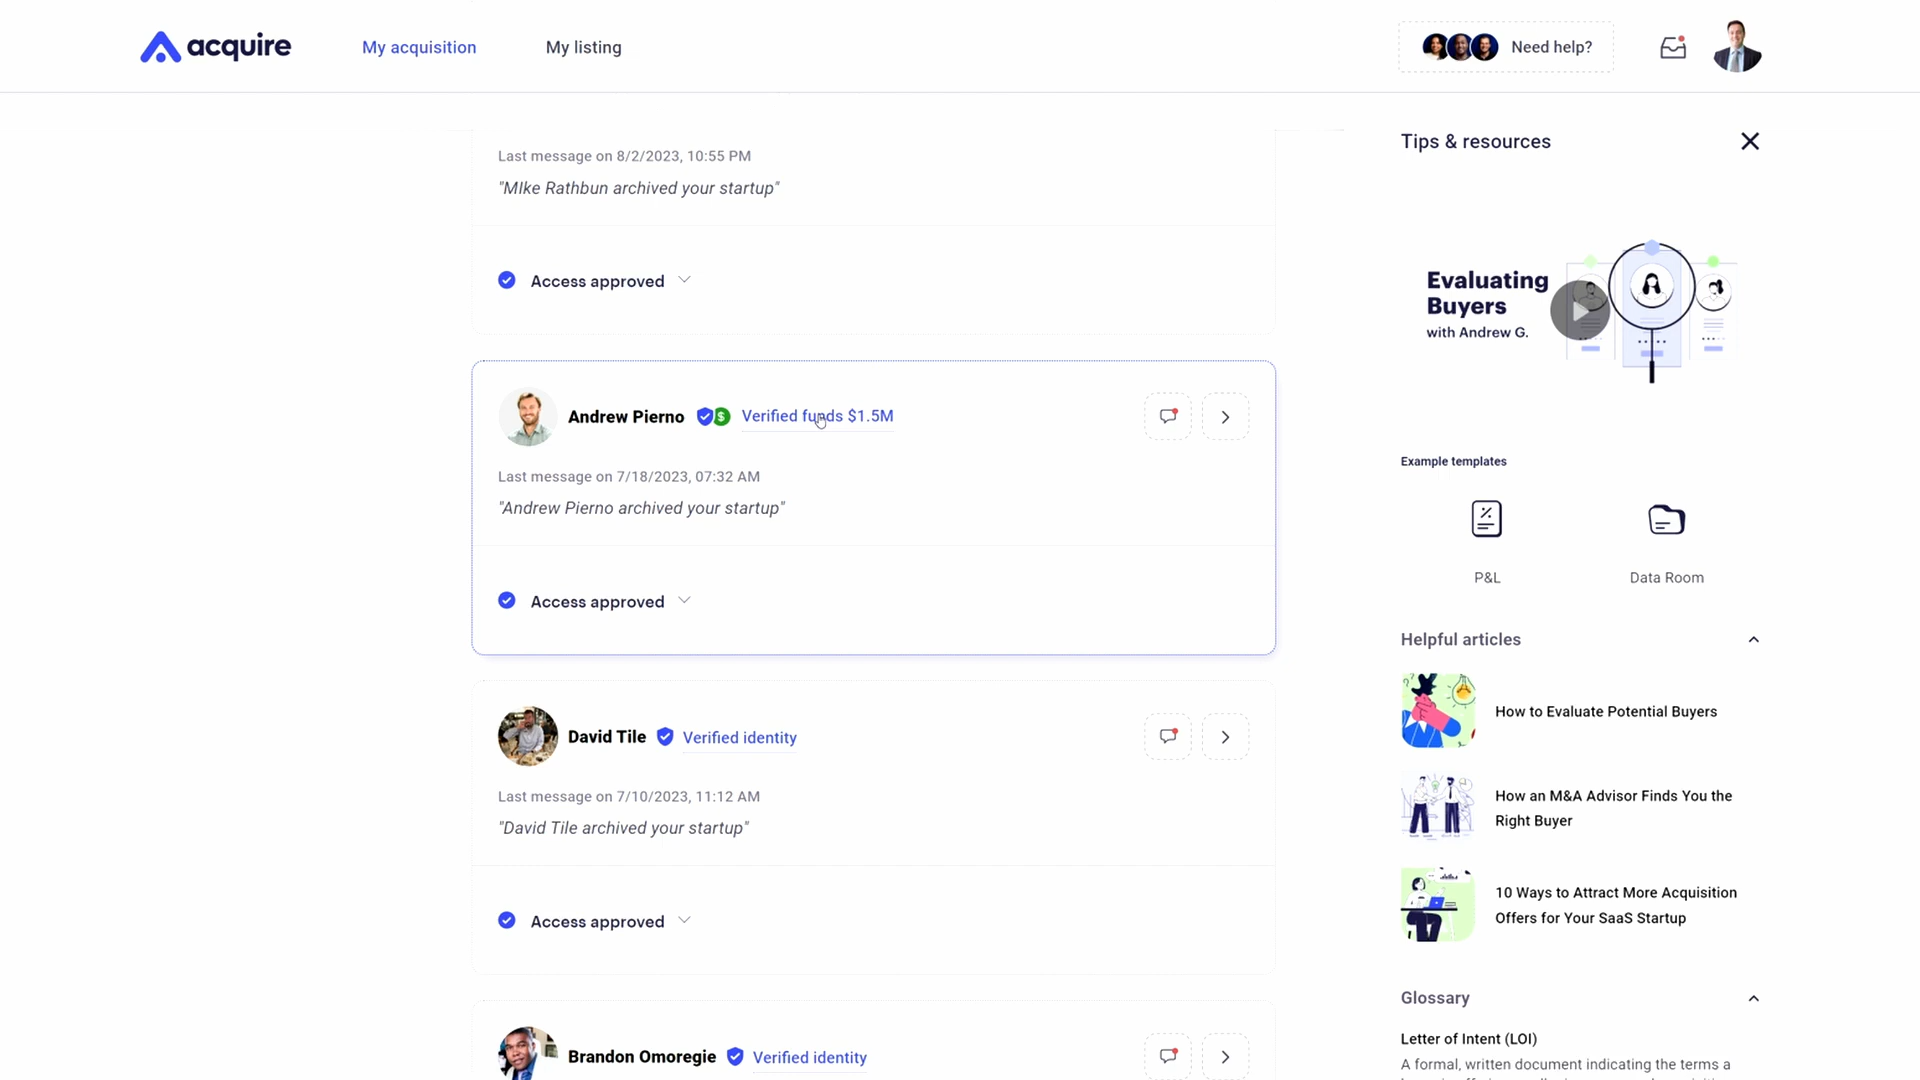 acquire
My acquisition
My listing
Need help?
Last message on 8/2/2023, 10:55 PM
"MIke Rathbun archived your startup"
Access approved
Andrew Pierno
Verified funds $1.5M
Last message on 7/18/2023, 07:32 AM
"Andrew Pierno archived your startup"
Access approved
David Tile
Verified identity
Last message on 7/10/2023, 11:12 AM
"David Tile archived your startup"
Access approved
Brandon Omoregie
Verified identity
Tips & resources
Evaluating
Buyers
with Andrew G.
Example templates
P&L
Data Room
Helpful articles
How to Evaluate Potential Buyers
How an M&A Advisor Finds You the
Right Buyer
10 Ways to Attract More Acquisition
Offers for Your SaaS Startup
Glossary
Letter of Intent (LOI)
A formal, written document indicating the terms a